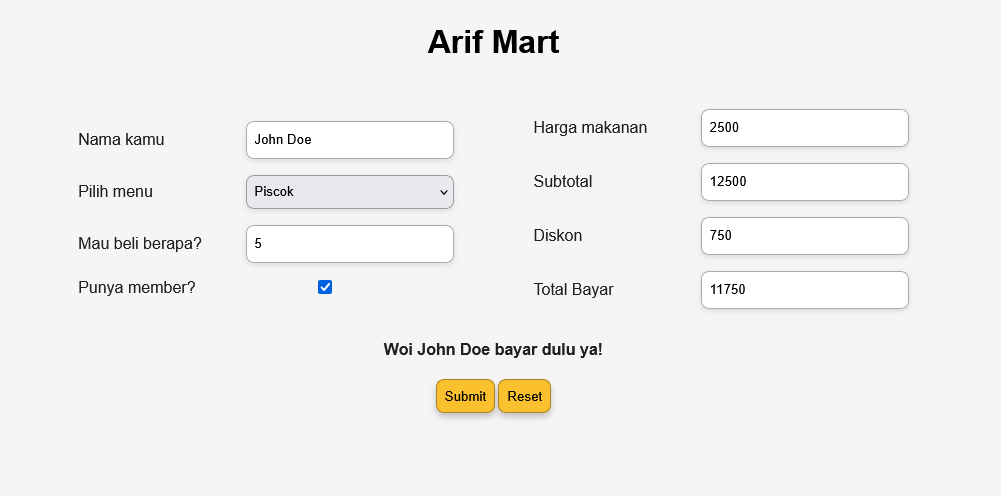 Arif Mart
Nama kamu
John Doe
Pilih menu
Piscok
Mau beli berapa?
5
Punya member?
Harga makanan
2500
Subtotal
12500
Diskon
750
Total Bayar
11750
Woi John Doe bayar dulu ya!
Submit
Reset